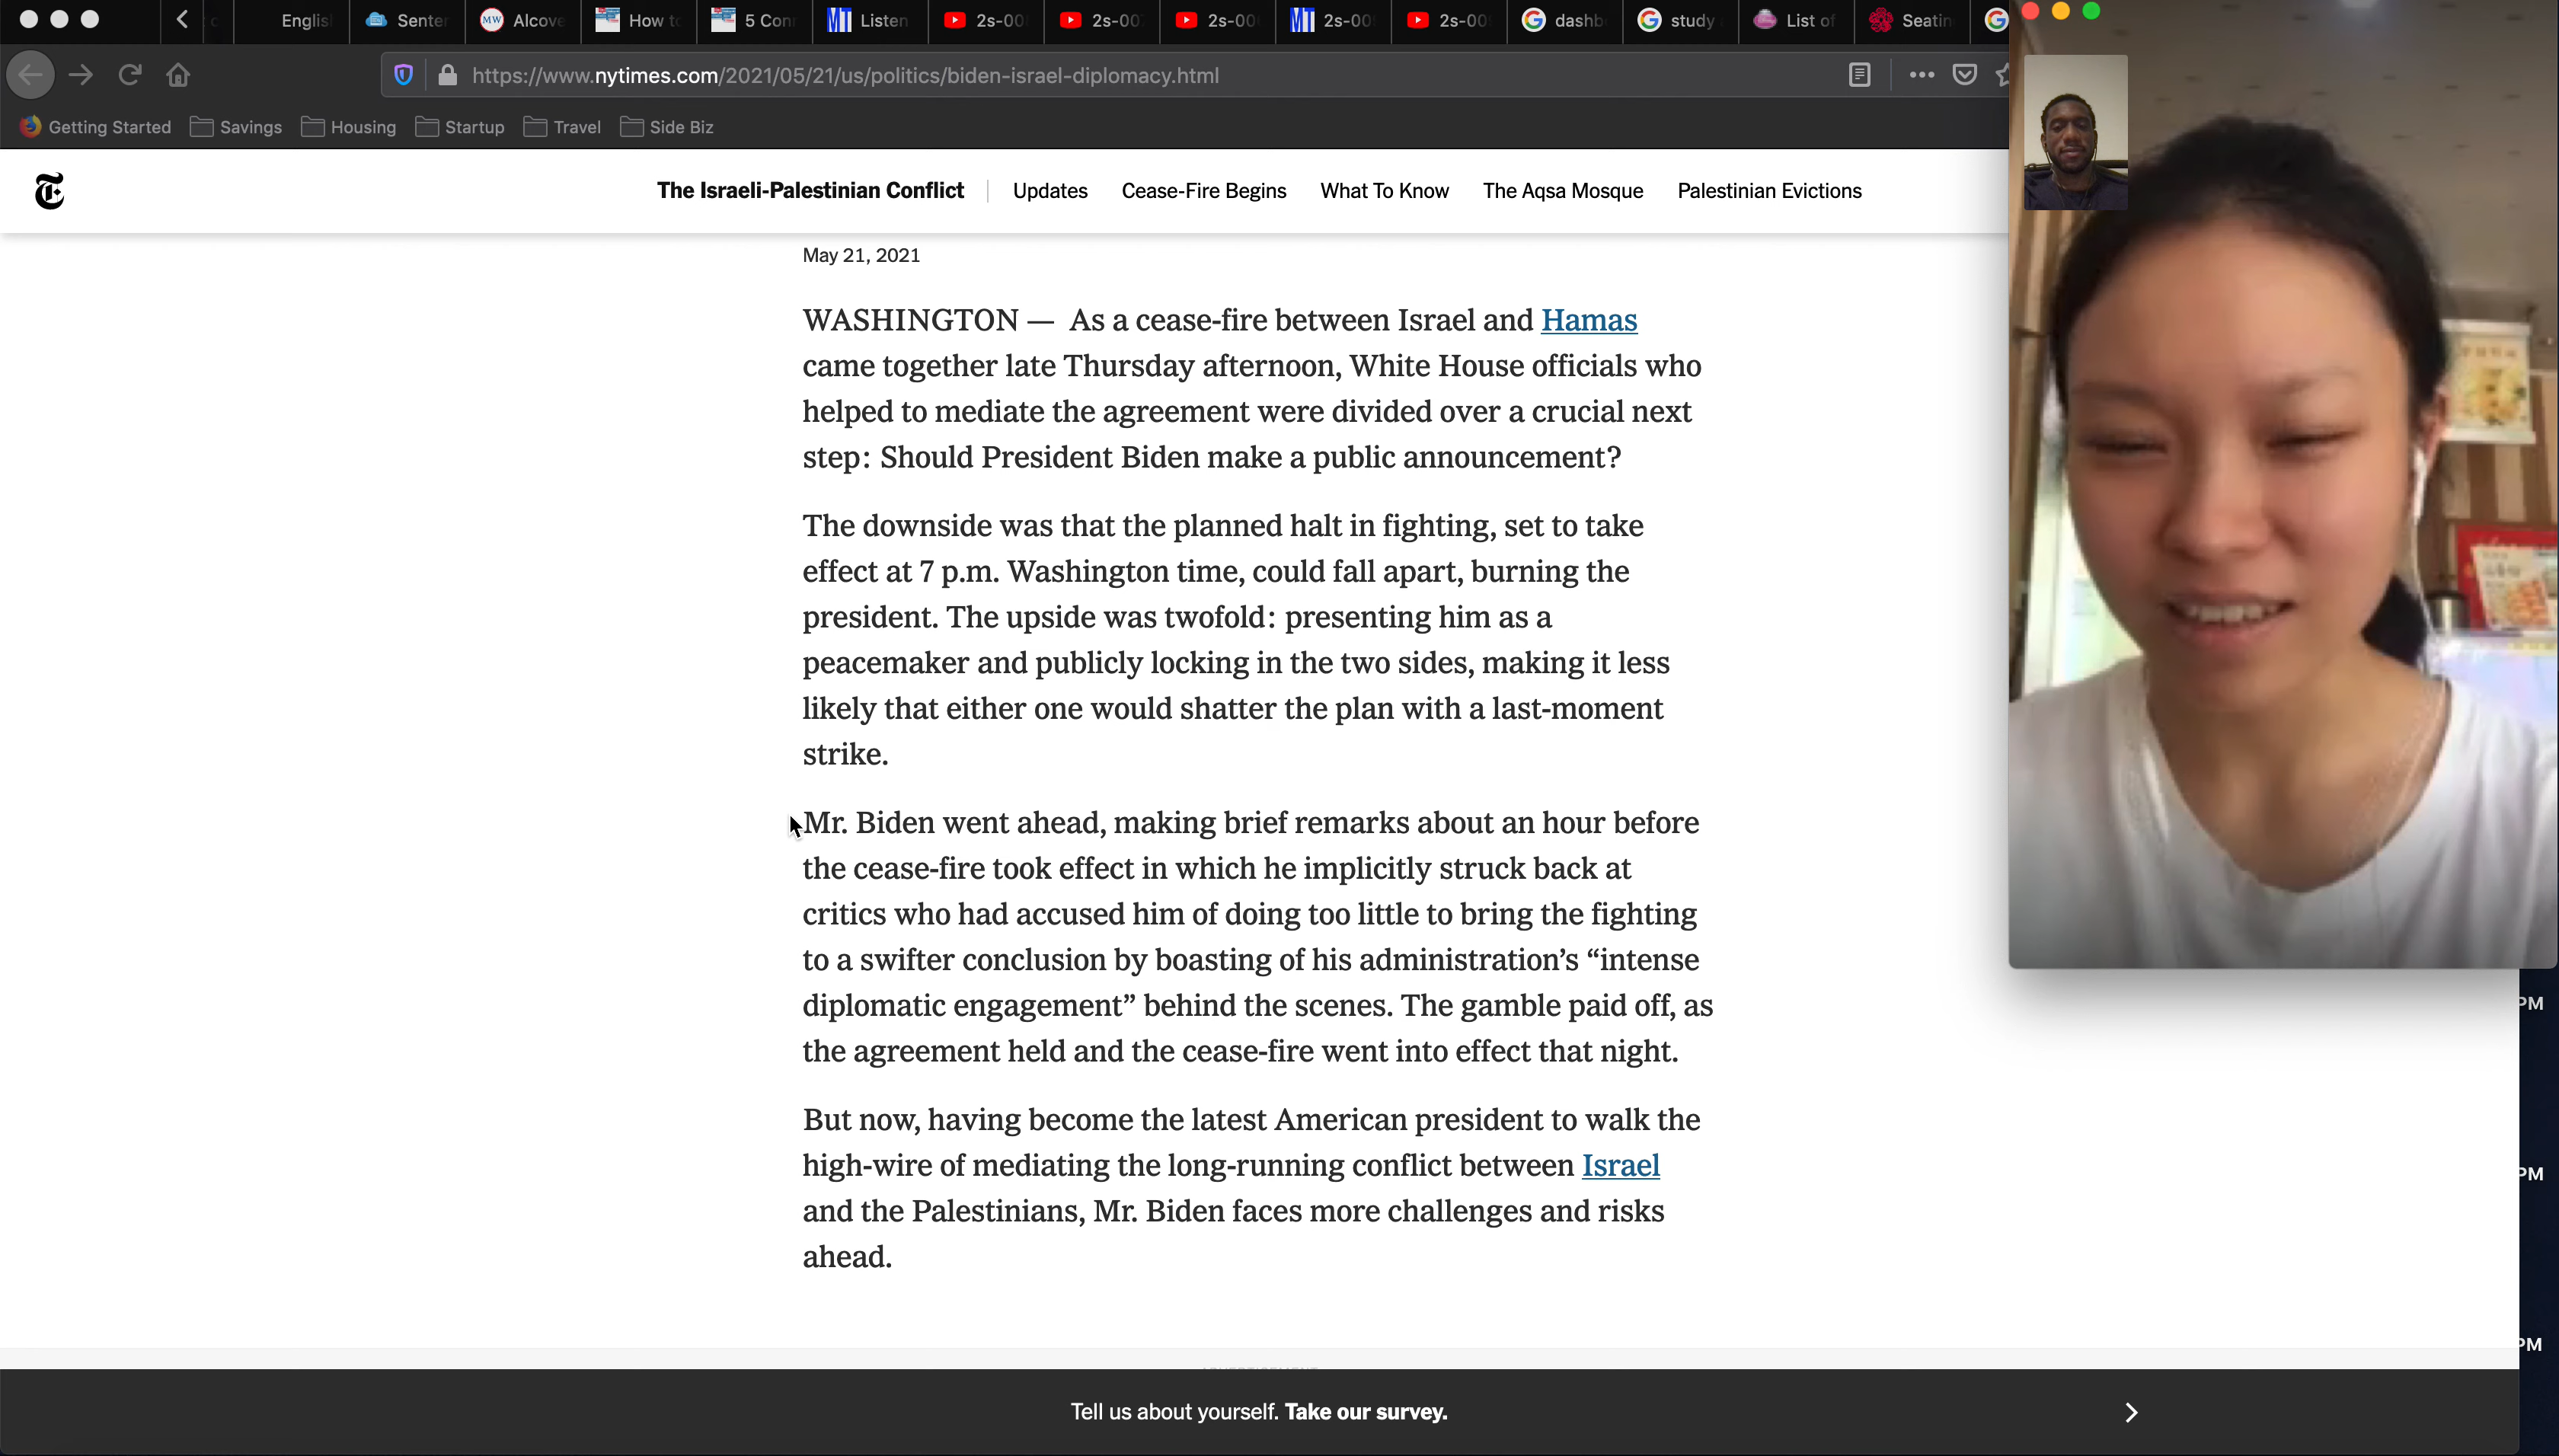 Englis
Senter
Alcove
How to
5 Con
Listen
2s-00
2s-00
2s-00
2s-00
2s-00
dashb
study
List of
Seatin
https://www.nytimes.com/2021/05/21/us/politics/biden-israel-diplomacy.html
Getting Started Savings Housing Startup Travel Side Biz
The Israeli-Palestinian Conflict Updates Cease-Fire Begins What To Know The Aqsa Mosque Palestinian Evictions
May 21, 2021
WASHINGTON — As a cease-fire between Israel and Hamas
came together late Thursday afternoon, White House officials who
helped to mediate the agreement were divided over a crucial next
step: Should President Biden make a public announcement?
The downside was that the planned halt in fighting, set to take
effect at 7 p.m. Washington time, could fall apart, burning the
president. The upside was twofold: presenting him as a
peacemaker and publicly locking in the two sides, making it less
likely that either one would shatter the plan with a last-moment
strike.
Mr. Biden went ahead, making brief remarks about an hour before
the cease-fire took effect in which he implicitly struck back at
critics who had accused him of doing too little to bring the fighting
to a swifter conclusion by boasting of his administration’s “intense
diplomatic engagement” behind the scenes. The gamble paid off, as
the agreement held and the cease-fire went into effect that night.
But now, having become the latest American president to walk the
high-wire of mediating the long-running conflict between Israel
and the Palestinians, Mr. Biden faces more challenges and risks
ahead.
PM
PM
PM
Tell us about yourself. Take our survey.